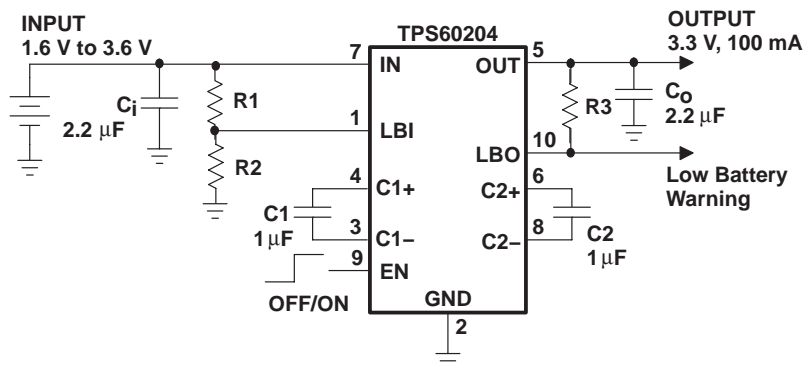 INPUT
1.6 V to 3.6 V
TPS60204
OUTPUT
3.3 V, 100 mA
7
IN
OUT
5
Ci
2.2 µF
R1
R3
Co
2.2 µF
1
LBI
R2
LBO
10
Low Battery
Warning
4
C1+
C2+
6
C1
1 µF
3
C1−
C2−
8
C2
1 µF
9
EN
OFF/ON
GND
2